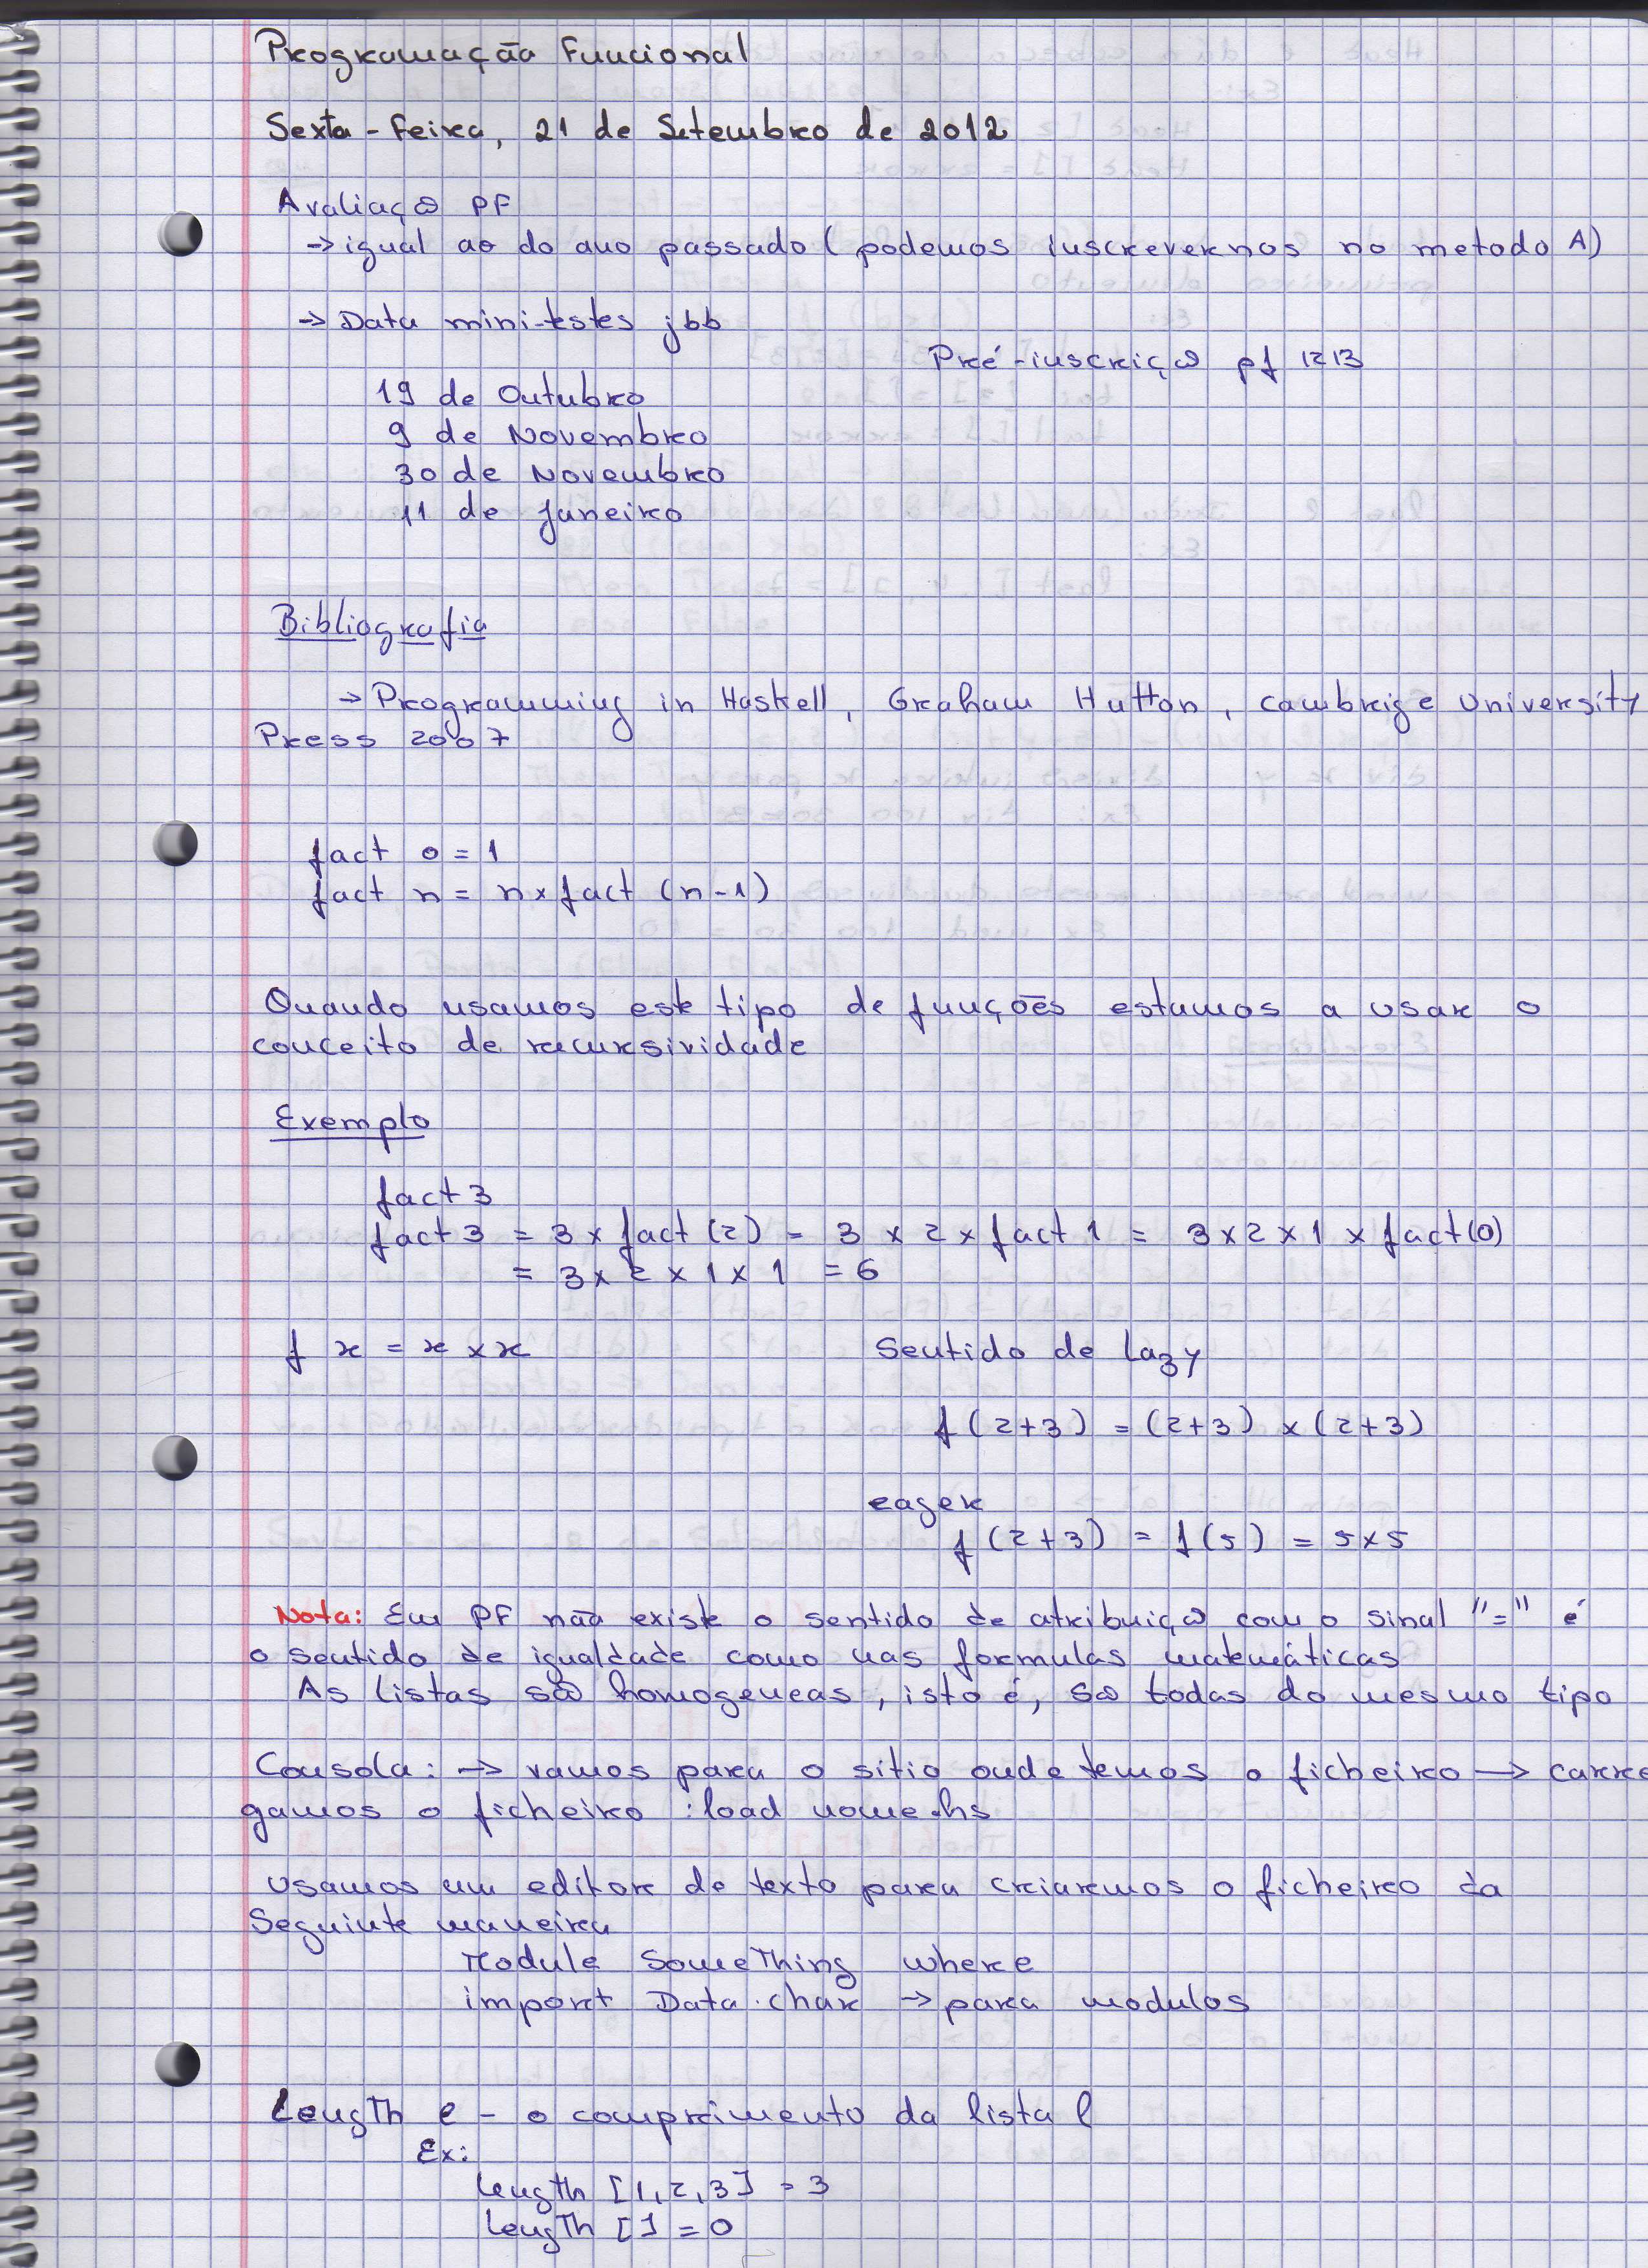 Programação Funcional
Sexta-Feira, 21 de Setembro de 2012
Avaliação PF
→ igual ao do ano passado (podemos inscrevernos no metodo A)
→ Data mini-testes jbb
Pré-inscrição pf 1213
19 de Outubro
9 de Novembro
30 de Novembro
11 de Janeiro
Bibliografia
→ Programming in Haskell, Graham Hutton, Cambrige University
Press 2007
fact 0 = 1
fact n = n x fact (n-1)
Quando usamos este tipo de funções estamos a usar o
conceito de recursividade
Exemplo
fact 3
fact 3 = 3 x fact (2) = 3 x 2 x fact 1 = 3 x 2 x 1 x fact(0)
= 3 x 2 x 1 x 1 = 6
f x = x x x
Sentido de Lazy
f (2+3) = (2+3) x (2+3)
eager
f (2+3) = f(5) = 5x5
Nota: Em PF não existe o sentido de atribuição com o sinal "=" é
o sentido de igualdade como nas formulas matemáticas
As listas são homogeneas, isto é, são todas do mesmo tipo
Consola: → vamos para o sítio onde temos o ficheiro → carre
gamos o ficheiro :load nome.hs
Usamos um editor de texto para criaremos o ficheiro da
Seguinte maneira
Module SomeThing where
import Data.char → para modulos
Length l - o comprimento da lista l
Ex:
Length [1,2,3] = 3
Length [] = 0